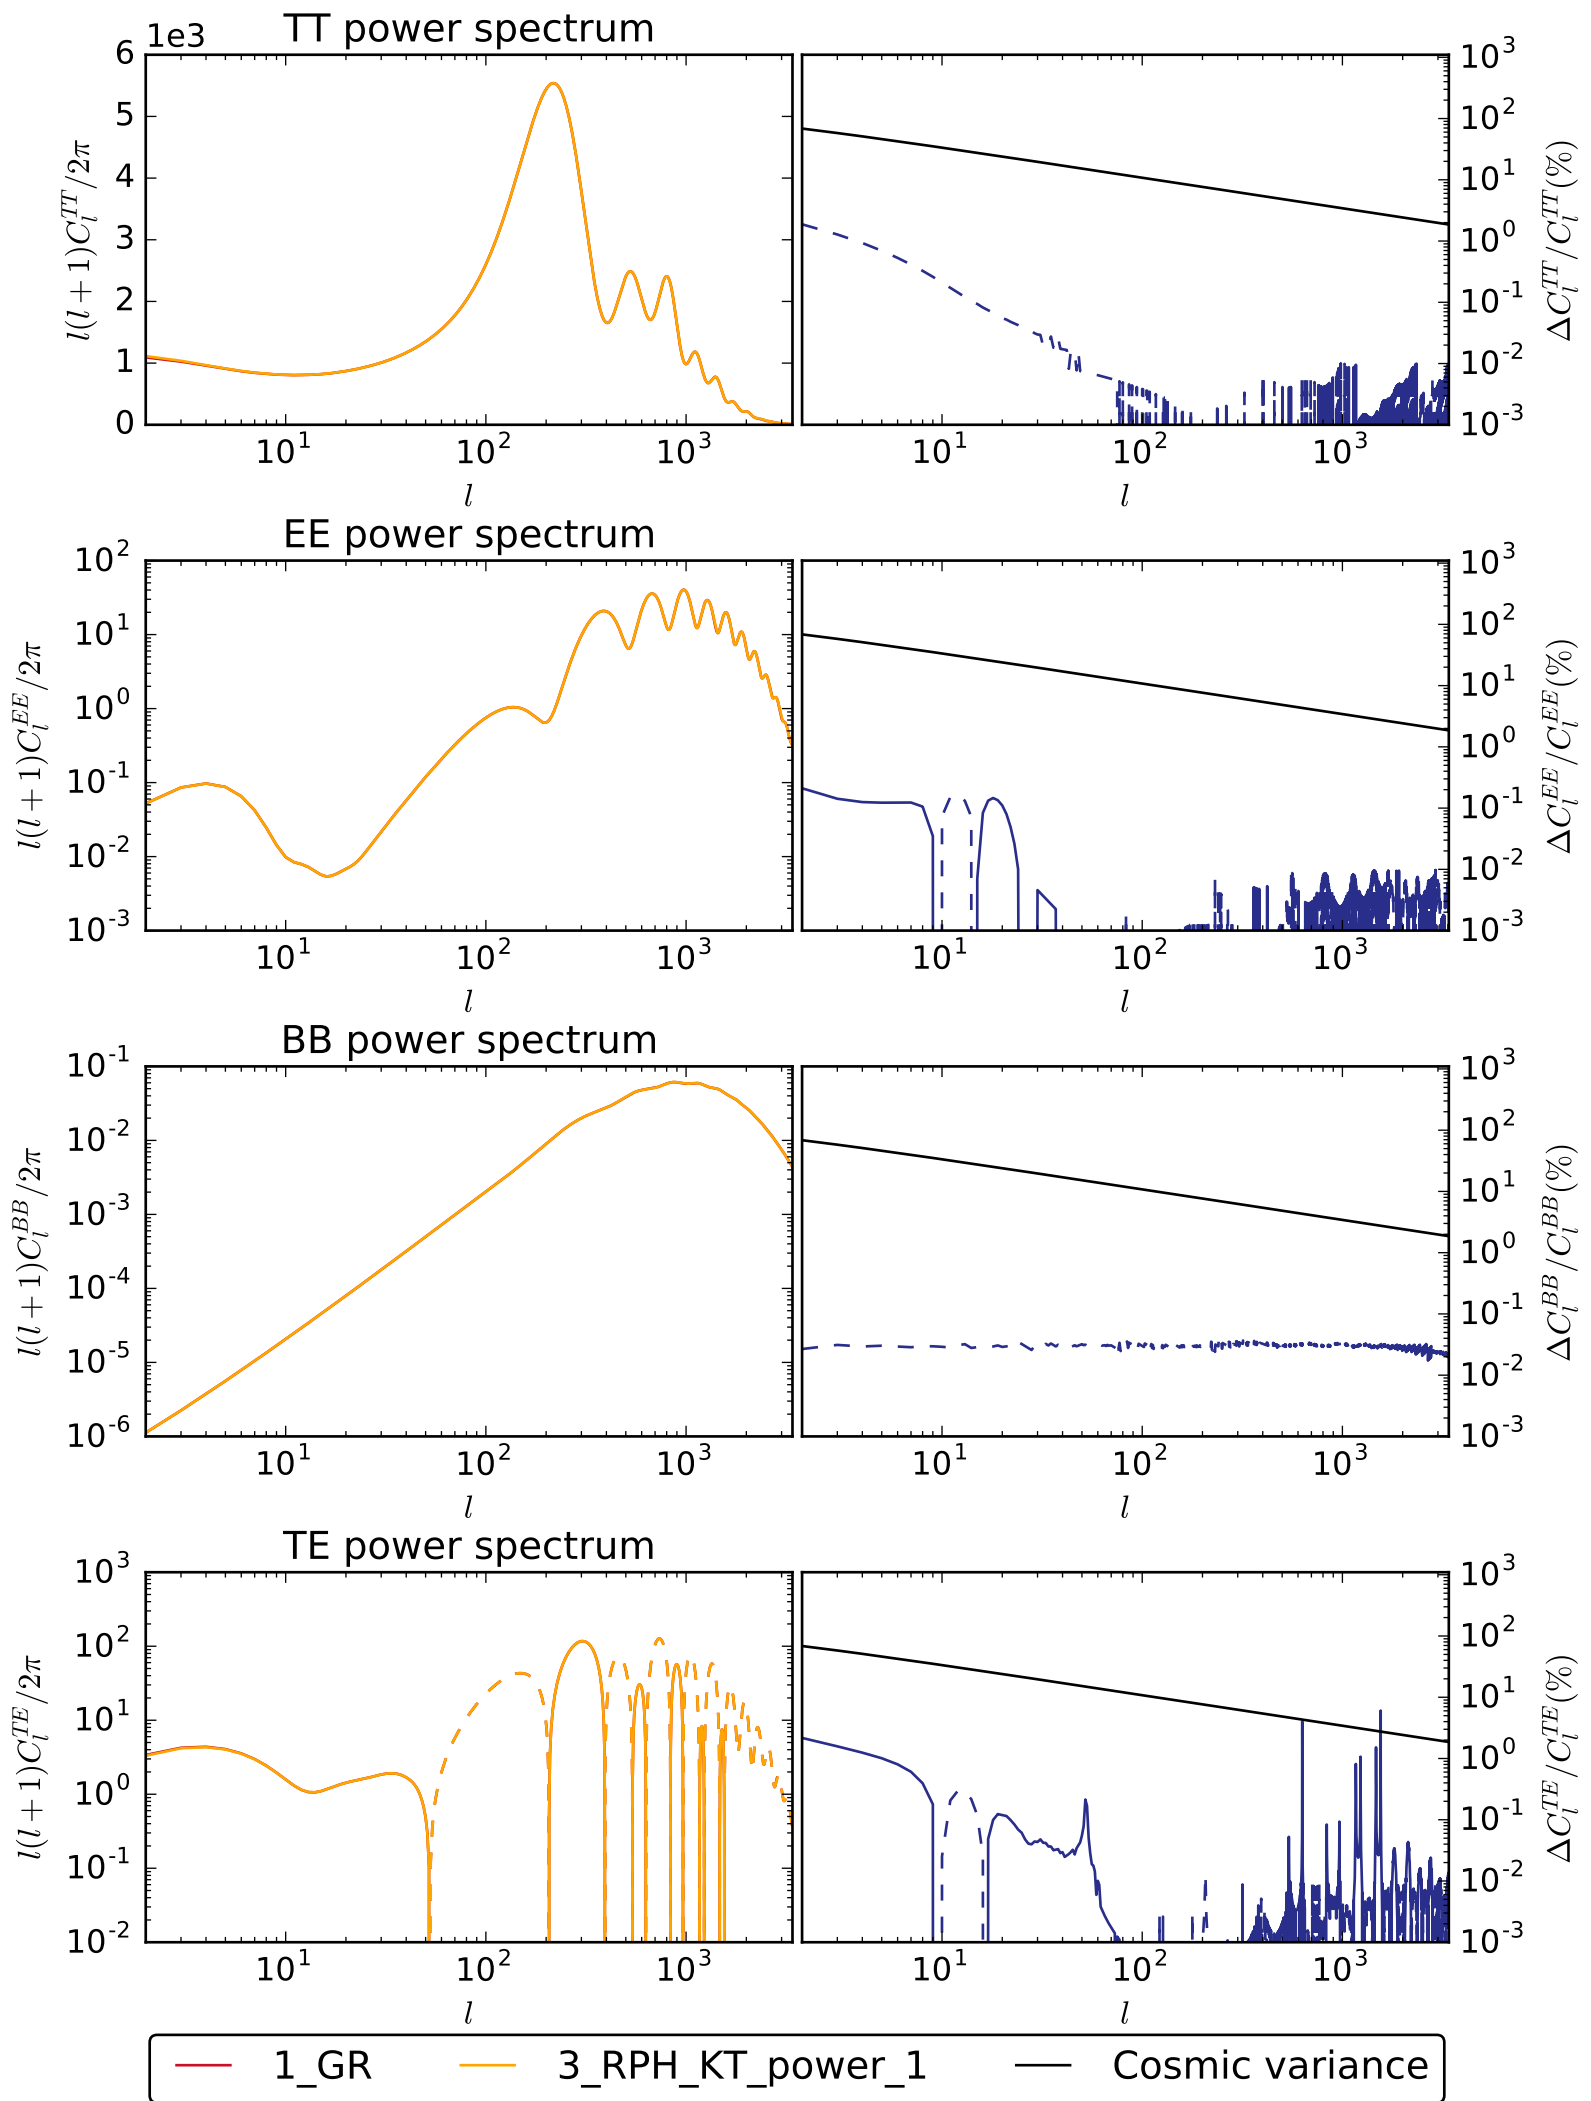 TT power spectrum
1e3
6
5
4
3
2
1
0
l(l + 1)C_l^{TT}/2π
10^1 10^2 10^3
l
10^3
10^2
10^1
10^0
10^-1
10^-2
10^-3
ΔC_l^{TT}/C_l^{TT}(%)
10^1 10^2 10^3
l
EE power spectrum
10^2
10^1
10^0
10^-1
10^-2
10^-3
l(l + 1)C_l^{EE}/2π
10^1 10^2 10^3
l
10^3
10^2
10^1
10^0
10^-1
10^-2
10^-3
ΔC_l^{EE}/C_l^{EE}(%)
10^1 10^2 10^3
l
BB power spectrum
10^-1
10^-2
10^-3
10^-4
10^-5
10^-6
l(l + 1)C_l^{BB}/2π
10^1 10^2 10^3
l
10^3
10^2
10^1
10^0
10^-1
10^-2
10^-3
ΔC_l^{BB}/C_l^{BB}(%)
10^1 10^2 10^3
l
TE power spectrum
10^3
10^2
10^1
10^0
10^-1
10^-2
l(l + 1)C_l^{TE}/2π
10^1 10^2 10^3
l
10^3
10^2
10^1
10^0
10^-1
10^-2
10^-3
ΔC_l^{TE}/C_l^{TE}(%)
10^1 10^2 10^3
l
1_GR 3_RPH_KT_power_1 Cosmic variance